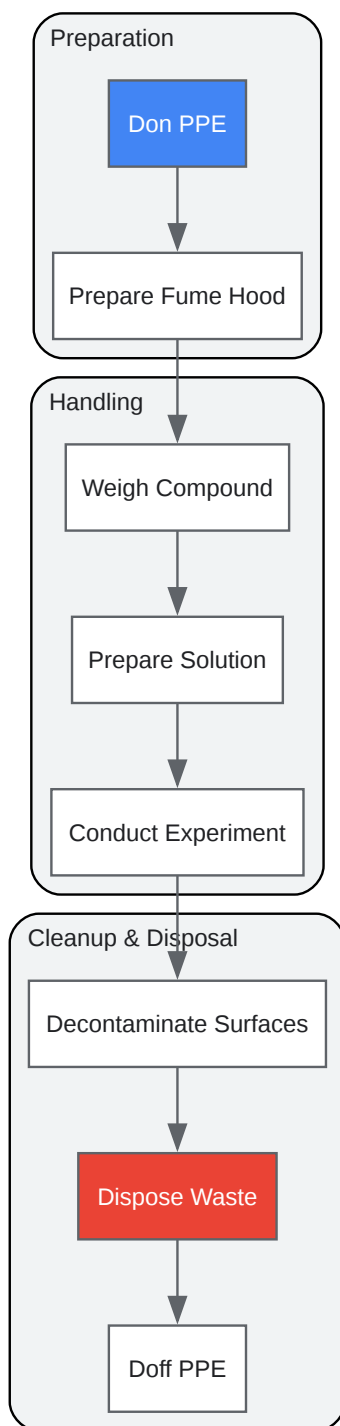 Preparation
Don PPE
Prepare Fume Hood
Handling
Weigh Compound
Prepare Solution
Conduct Experiment
Cleanup & Disposal
Decontaminate Surfaces
Dispose Waste
Doff PPE